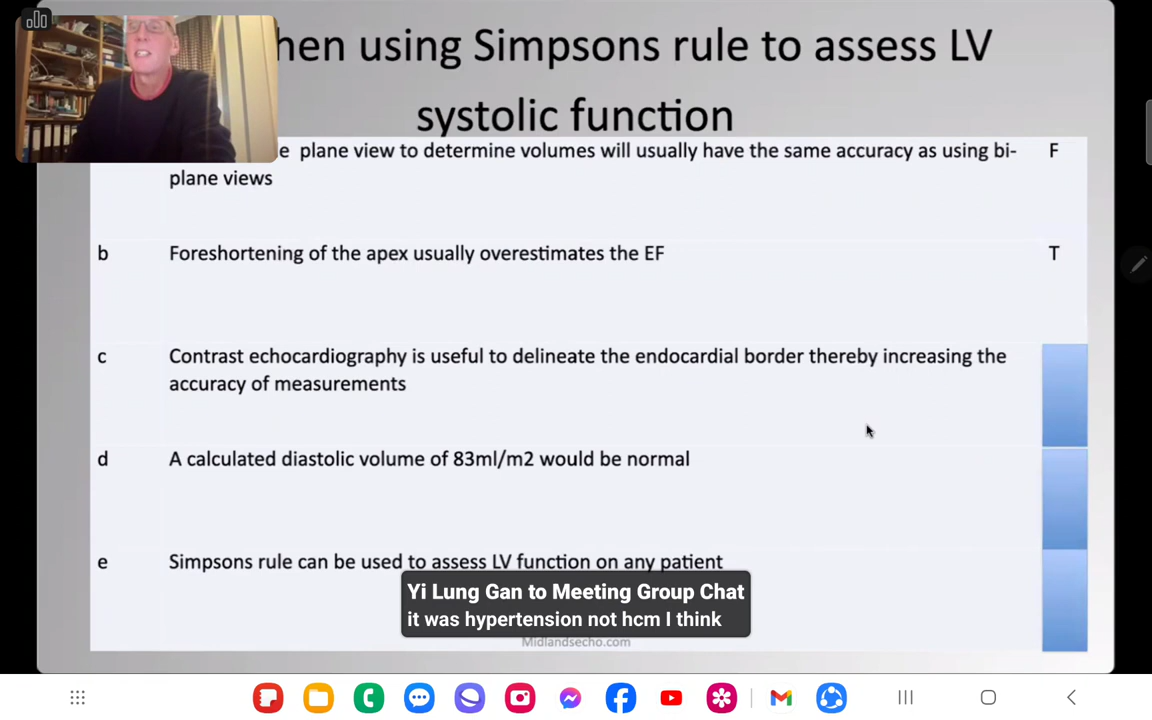 hen using Simpsons rule to assess LV
systolic function
e plane view to determine volumes will usually have the same accuracy as using bi-
plane views
F
b
Foreshortening of the apex usually overestimates the EF
T
c
Contrast echocardiography is useful to delineate the endocardial border thereby increasing the
accuracy of measurements
d
A calculated diastolic volume of 83ml/m2 would be normal
e
Simpsons rule can be used to assess LV function on any patient
Yi Lung Gan to Meeting Group Chat
it was hypertension not hcm I think
Midlandsecho.com